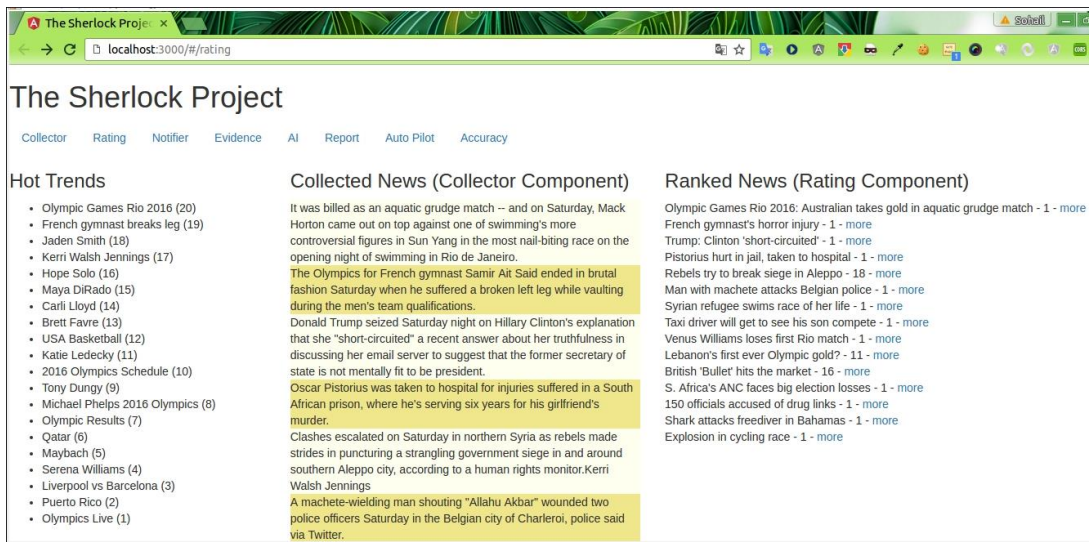 The Sherlock Proje
Sohail
localhost:3000/#/rating
The Sherlock Project
Collector Rating Notifier Evidence AI Report Auto Pilot Accuracy
Hot Trends
Olympic Games Rio 2016 (20)
French gymnast breaks leg (19)
Jaden Smith (18)
Kerri Walsh Jennings (17)
Hope Solo (16)
Maya DiRado (15)
Carli Lloyd (14)
Brett Favre (13)
USA Basketball (12)
Katie Ledecky (11)
2016 Olympics Schedule (10)
Tony Dungy (9)
Michael Phelps 2016 Olympics (8)
Olympic Results (7)
Qatar (6)
Maybach (5)
Serena Williams (4)
Liverpool vs Barcelona (3)
Puerto Rico (2)
Olympics Live (1)
Collected News (Collector Component)
It was billed as an aquatic grudge match -- and on Saturday, Mack
Horton came out on top against one of swimming's more
controversial figures in Sun Yang in the most nail-biting race on the
opening night of swimming in Rio de Janeiro.
The Olympics for French gymnast Samir Ait Said ended in brutal
fashion Saturday when he suffered a broken left leg while vaulting
during the men's team qualifications.
Donald Trump seized Saturday night on Hillary Clinton's explanation
that she "short-circuited" a recent answer about her truthfulness in
discussing her email server to suggest that the former secretary of
state is not mentally fit to be president.
Oscar Pistorius was taken to hospital for injuries suffered in a South
African prison, where he's serving six years for his girlfriend's
murder.
Clashes escalated on Saturday in northern Syria as rebels made
strides in puncturing a strangling government siege in and around
southern Aleppo city, according to a human rights monitor.Kerri
Walsh Jennings
A machete-wielding man shouting "Allahu Akbar" wounded two
police officers Saturday in the Belgian city of Charleroi, police said
via Twitter.
Ranked News (Rating Component)
Olympic Games Rio 2016: Australian takes gold in aquatic grudge match - 1 - more
French gymnast's horror injury - 1 - more
Trump: Clinton 'short-circuited' - 1 - more
Pistorius hurt in jail, taken to hospital - 1 - more
Rebels try to break siege in Aleppo - 18 - more
Man with machete attacks Belgian police - 1 - more
Syrian refugee swims race of her life - 1 - more
Taxi driver will get to see his son compete - 1 - more
Venus Williams loses first Rio match - 1 - more
Lebanon's first ever Olympic gold? - 11 - more
British 'Bullet' hits the market - 16 - more
S. Africa's ANC faces big election losses - 1 - more
150 officials accused of drug links - 1 - more
Shark attacks freediver in Bahamas - 1 - more
Explosion in cycling race - 1 - more